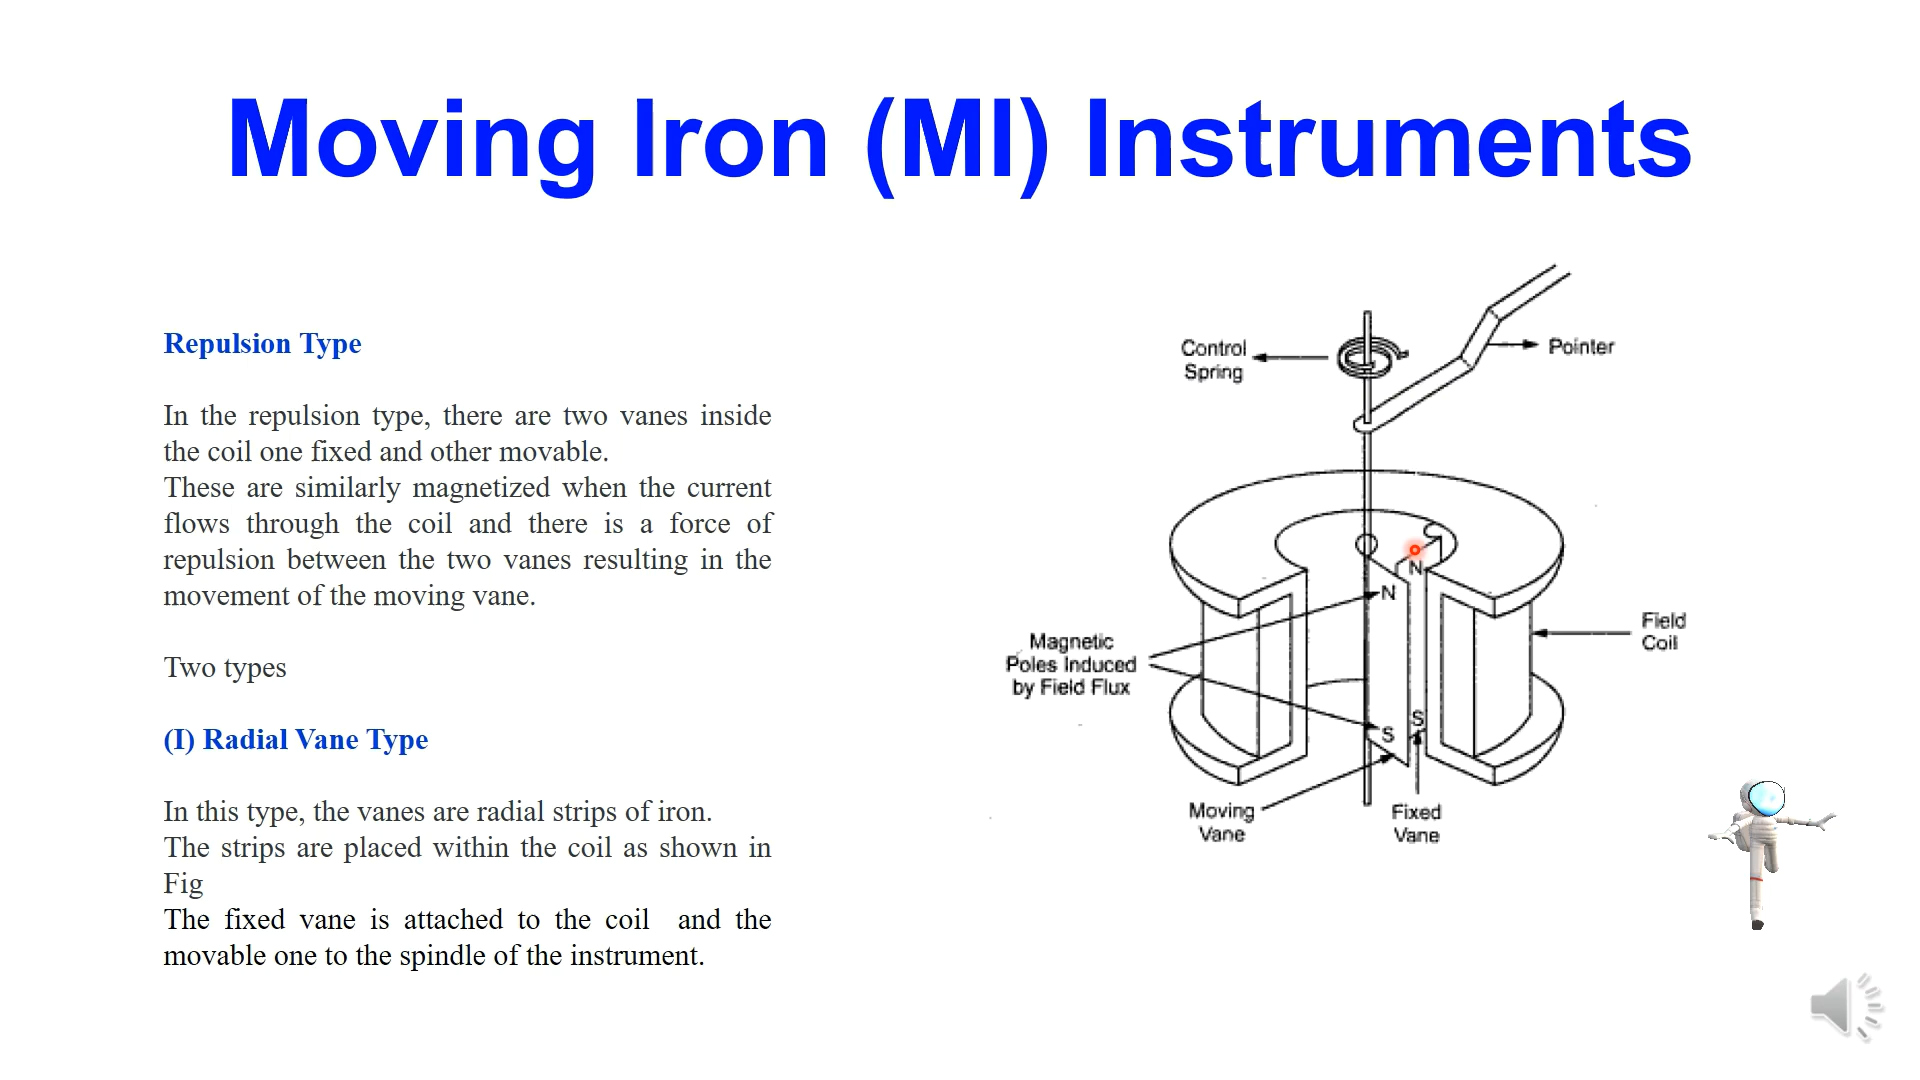 Moving Iron (MI) Instruments
Repulsion Type
In the repulsion type, there are two vanes inside
the coil one fixed and other movable.
These are similarly magnetized when the current
flows through the coil and there is a force of
repulsion between the two vanes resulting in the
movement of the moving vane.
Two types
(I) Radial Vane Type
In this type, the vanes are radial strips of iron.
The strips are placed within the coil as shown in
Fig
The fixed vane is attached to the coil and the
movable one to the spindle of the instrument.
Control
Spring
Pointer
N
N
Field
Coil
Magnetic
Poles Induced
by Field Flux
S
S
Moving
Vane
Fixed
Vane